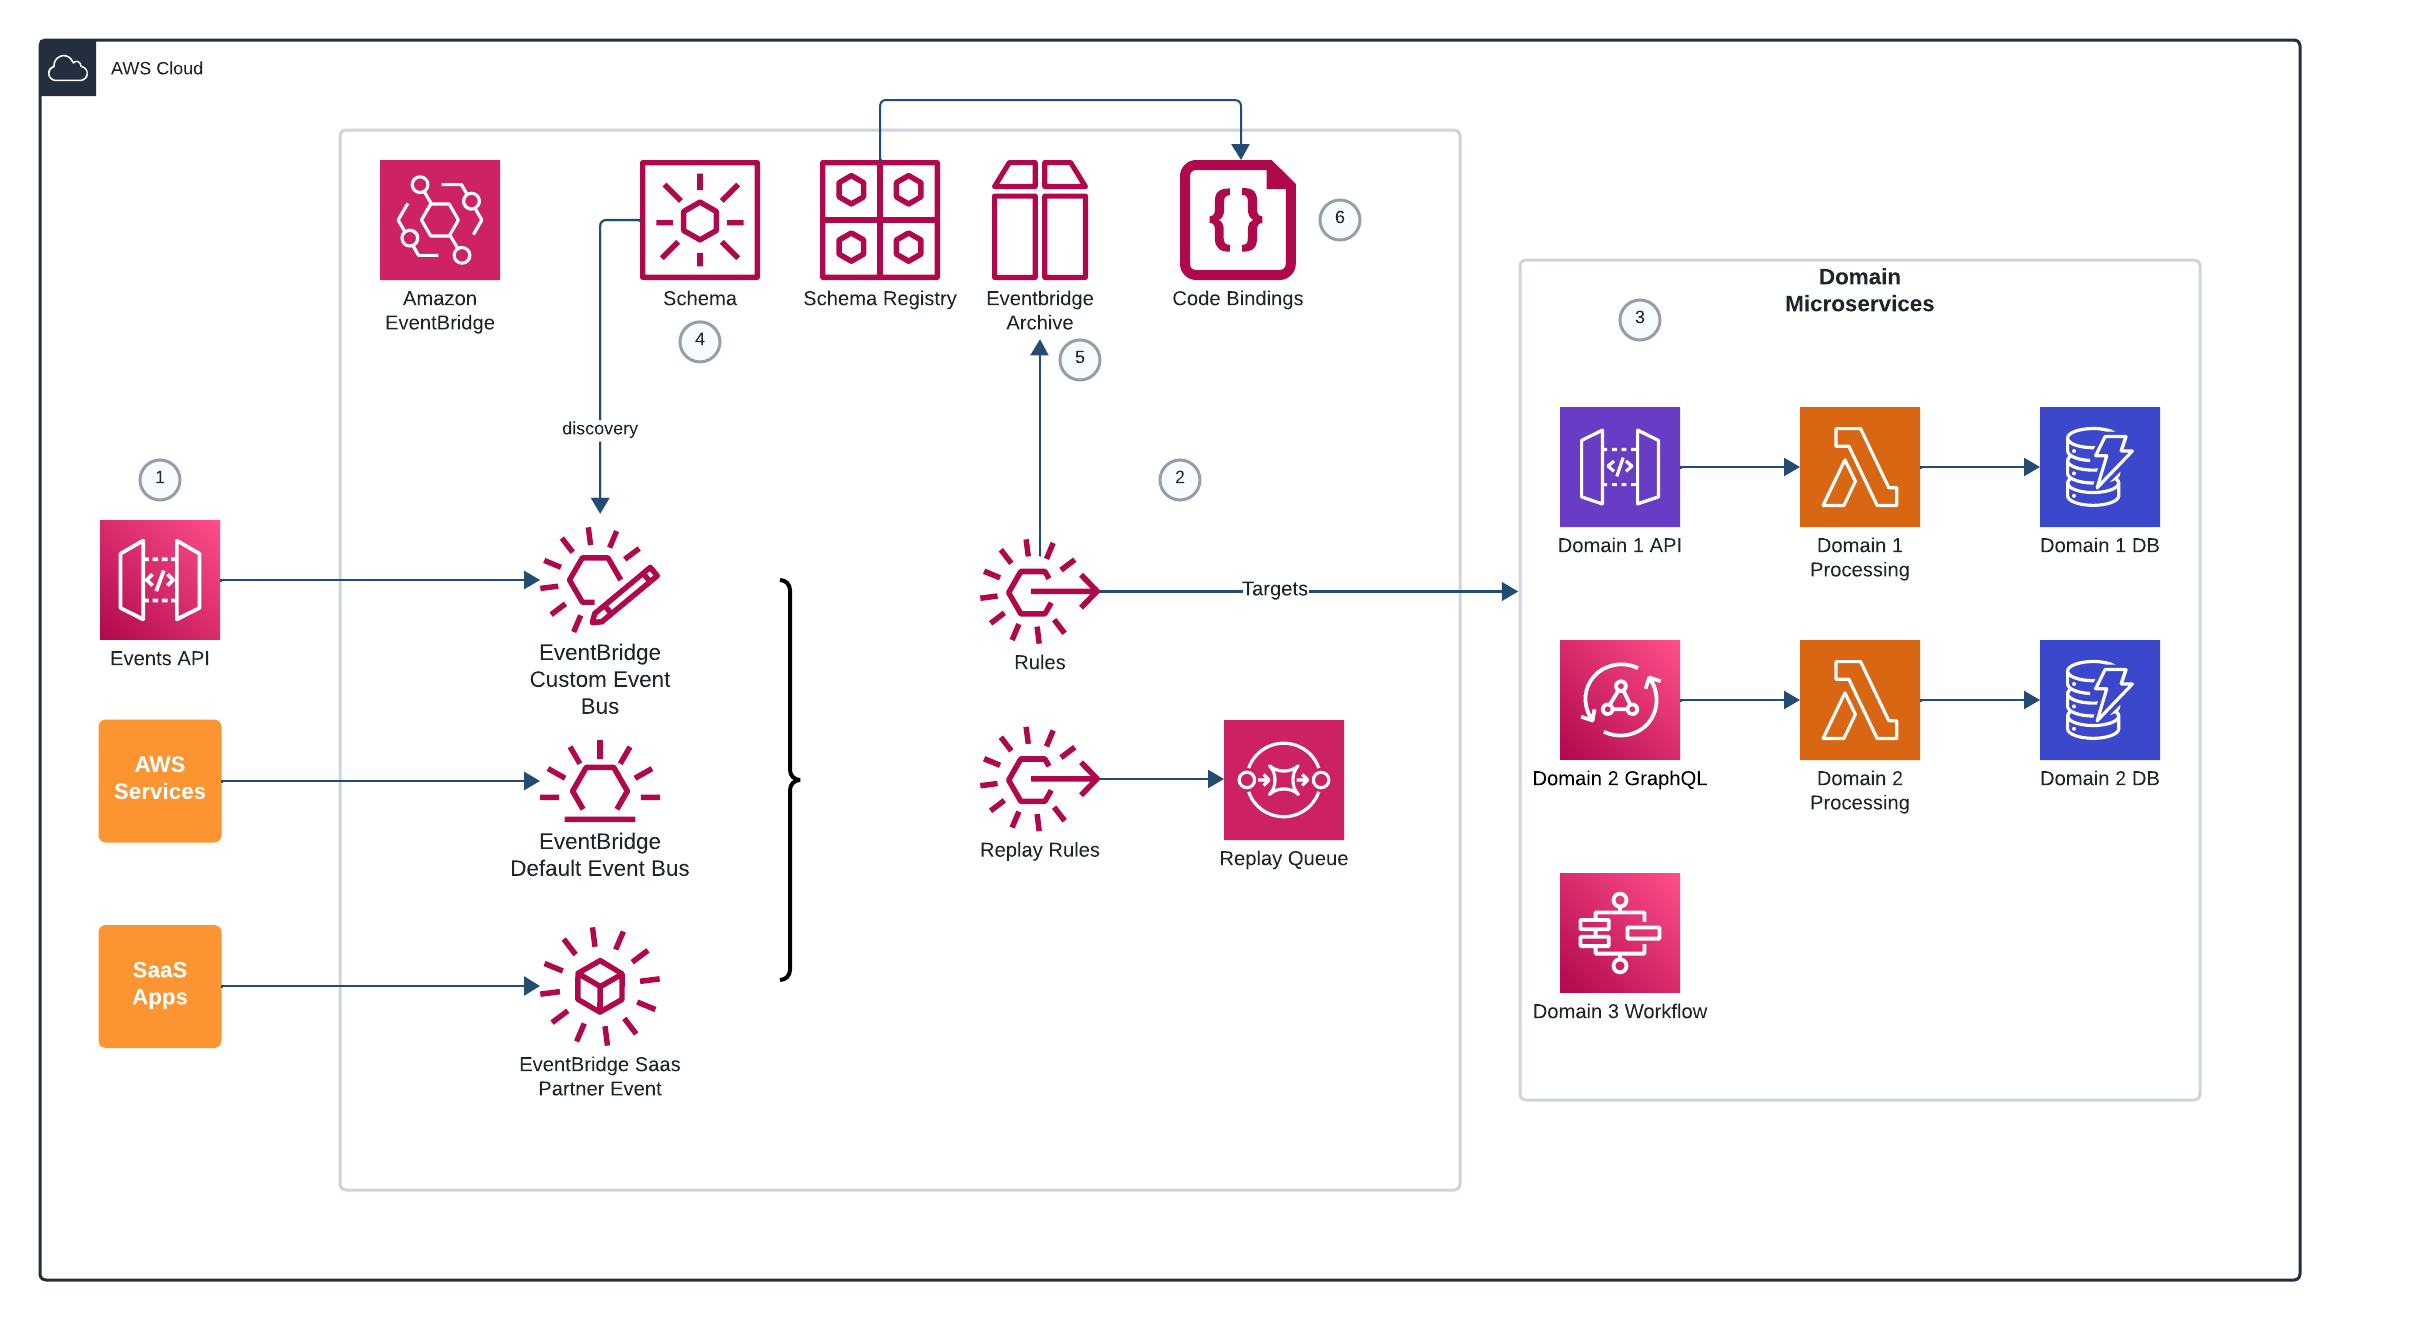 AWS Cloud
Amazon
EventBridge
Schema
4
Schema Registry
Eventbridge
Archive
5
Code Bindings
6
discovery
1
Events API
AWS
Services
SaaS
Apps
EventBridge
Custom Event
Bus
EventBridge
Default Event Bus
EventBridge Saas
Partner Event
2
Rules
Targets
Replay Rules
Replay Queue
Domain
Microservices
3
Domain 1 API
Domain 1
Processing
Domain 1 DB
Domain 2 GraphQL
Domain 2
Processing
Domain 2 DB
Domain 3 Workflow